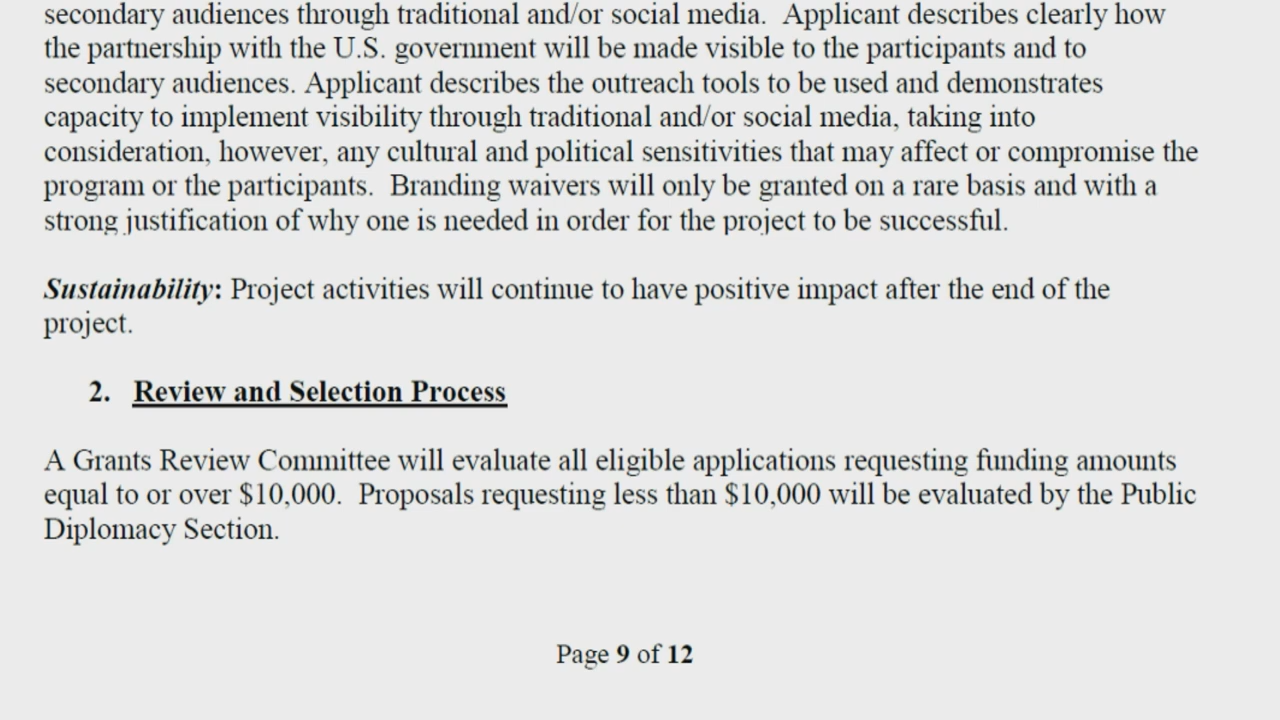 secondary audiences through traditional and/or social media.  Applicant describes clearly how
the partnership with the U.S. government will be made visible to the participants and to
secondary audiences. Applicant describes the outreach tools to be used and demonstrates
capacity to implement visibility through traditional and/or social media, taking into
consideration, however, any cultural and political sensitivities that may affect or compromise the
program or the participants.  Branding waivers will only be granted on a rare basis and with a
strong justification of why one is needed in order for the project to be successful.
Sustainability: Project activities will continue to have positive impact after the end of the
project.
2. Review and Selection Process
A Grants Review Committee will evaluate all eligible applications requesting funding amounts
equal to or over $10,000.  Proposals requesting less than $10,000 will be evaluated by the Public
Diplomacy Section.
Page 9 of 12